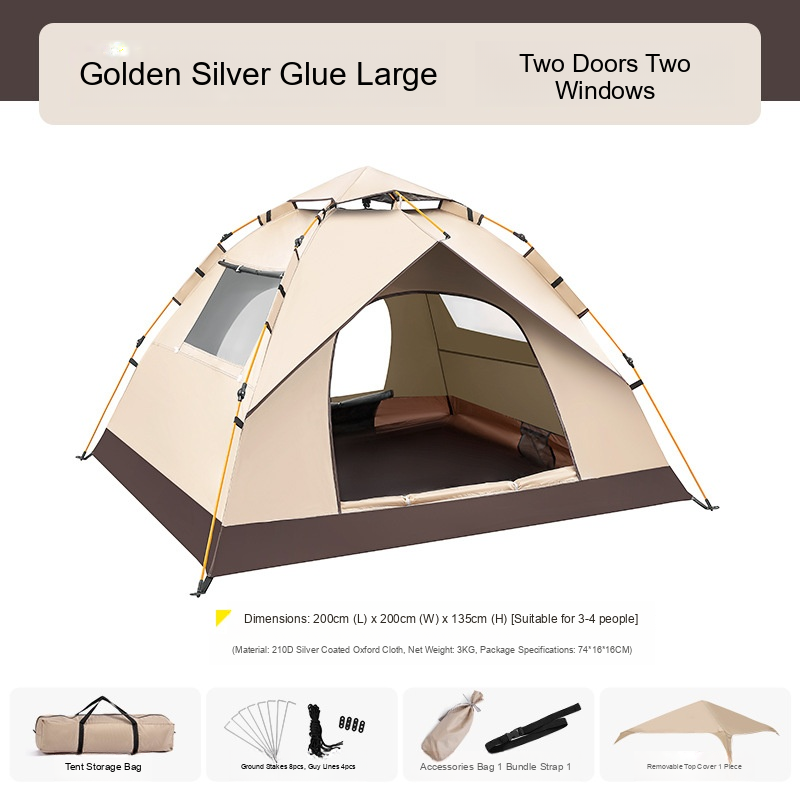 Golden Silver Glue Large
Two Doors Two
Windows
Dimensions: 200cm (L) x 200cm (W) x 135cm (H) [Suitable for 3-4 people]
(Material: 210D Silver Coated Oxford Cloth, Net Weight: 3KG, Package Specifications: 74*16*16CM)
Tent Storage Bag
Ground Stakes 8pcs, Guy Lines 4pcs
Accessories Bag 1 Bundle Strap 1
Removable Top Cover 1 Piece